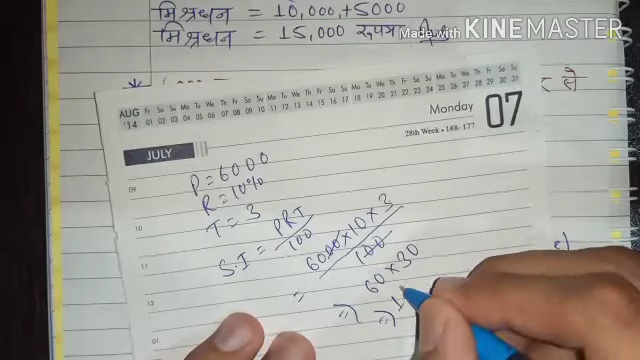 मिश्रधन = 10,000,+5000
मिश्रधन = 15,000 रूपया
Made with KINEMASTER
से
AUG '14
Fr 01 Sa 02 Su 03 Mo 04 Tu 05 We 06 Th 07 Fr 08 Sa 09 Su 10 Mo 11 Tu 12 We 13 Th 14 Fr 15 Sa 16 Su 17 Mo 18 Tu 19 We 20 Th 21 Fr 22 Sa 23 Su 24 Mo 25 Tu 26 We 27 Th 28 Fr 29 Sa 30 Su 31
Monday 07
28th Week • 188-177
JULY
09
P = 6000
R = 10%
10
T = 3
S.I = PRT/100
11
= 6000×10×3/100
12
⇒ 60×30
⇒ 1